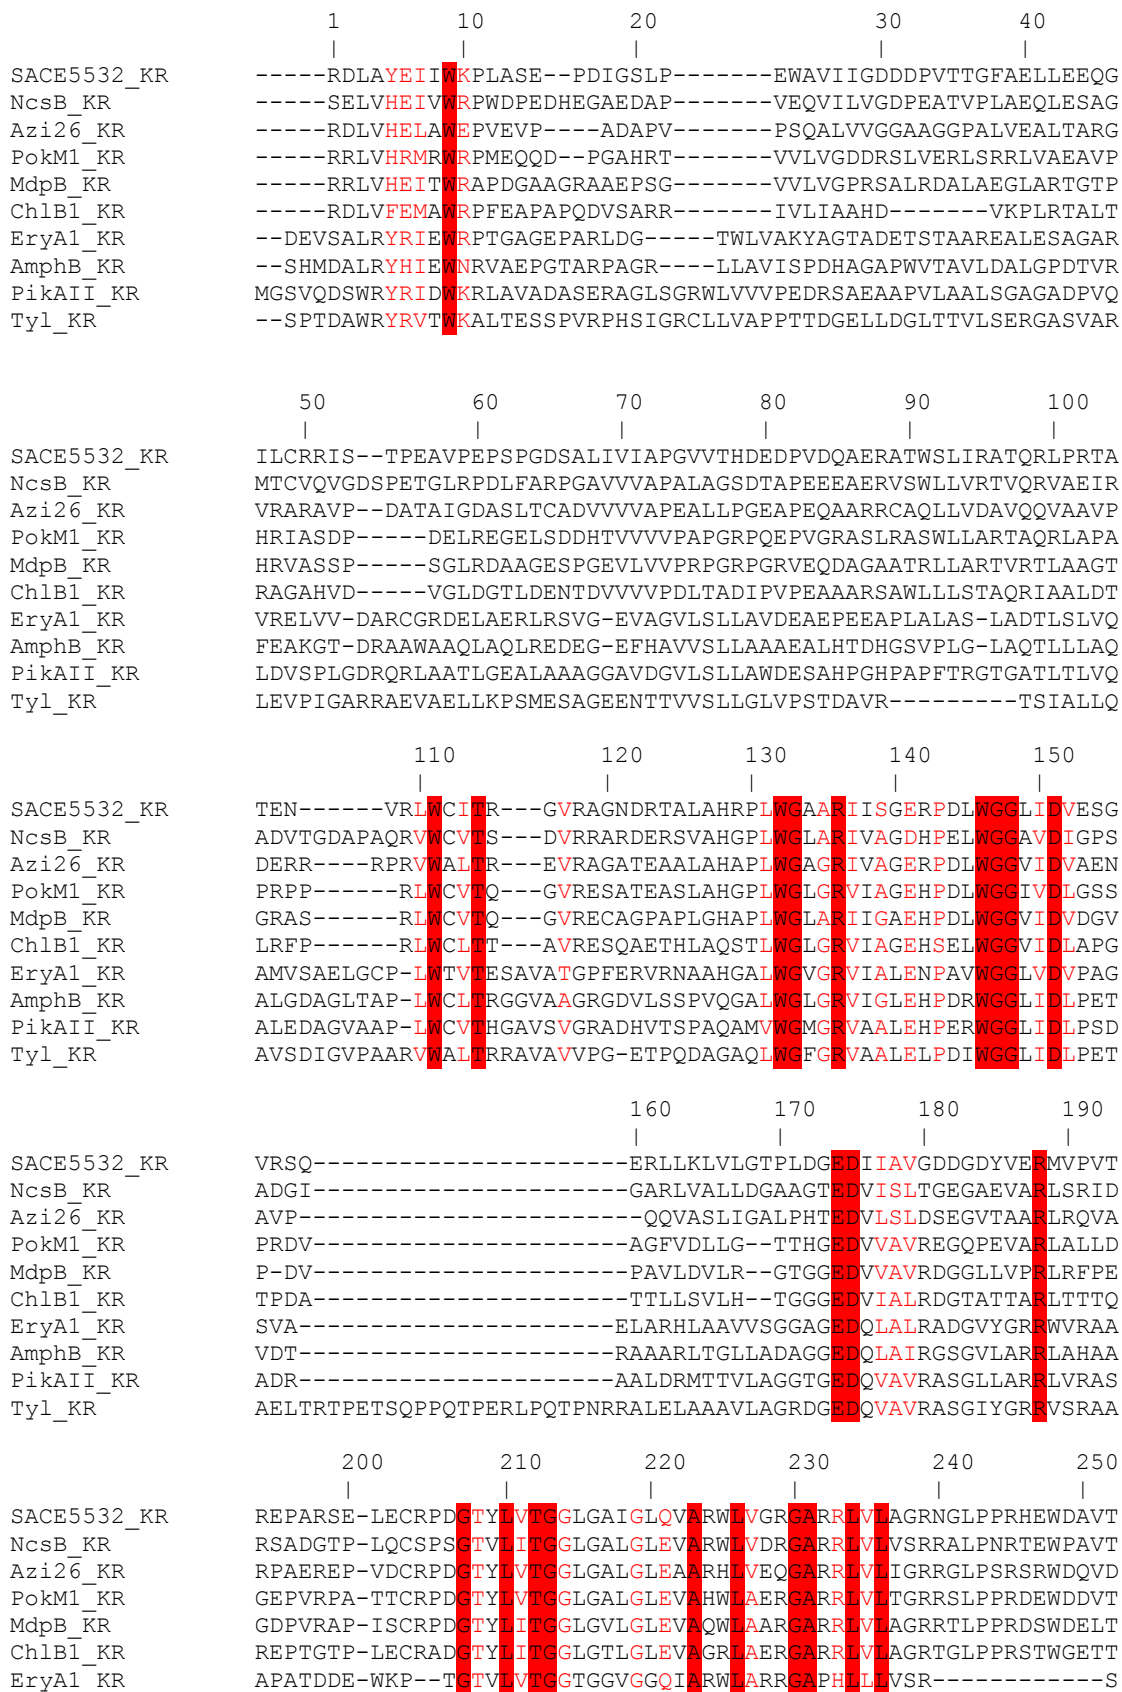 1 10 20 30 40
| | | | |
SACE5532_KR -----RDLAYEIIWKPLASE--PDIGSLP-------EWAVIIGDDDPVTTGFAELLEEQG
NcsB_KR -----SELVHEIVWRPWDPEDHEGAEDAP-------VEQVILVGDPEATVPLAEQLESAG
Azi26_KR -----RDLVHELAWEPVEVP----ADAPV-------PSQALVVGGAAGGPALVEALTARG
PokM1_KR -----RRLVHRMRWRPMEQQD--PGAHRT-------VVLVGDDRSLVERLSRRLVAEAVP
MdpB_KR -----RRLVHEITWRAPDGAAGRAAEPSG-------VVLVGPRSALRDALAEGLARTGTP
ChlB1_KR -----RDLVFEMAWRPFEAPAPQDVSARR-------IVLIAAHD-------VKPLRTALT
EryA1_KR --DEVSALRYRIEWRPTGAGEPARLDG-----TWLVAKYAGTADETSTAAREALESAGAR
AmphB_KR --SHMDALRYHIEWNRVAEPGTARPAGR----LLAVISPDHAGAPWVTAVLDALGPDTVR
PikAII_KR MGSVQDSWRYRIDWKRLAVADASERAGLSGRWLVVVPEDRSAEAAPVLAALSGAGADPVQ
Tyl_KR --SPTDAWRYRVTWKALTESSPVRPHSIGRCLLVAPPTTDGELLDGLTTVLSERGASVAR
50 60 70 80 90 100
| | | | | |
SACE5532_KR ILCRRIS--TPEAVPEPSPGDSALIVIAPGVVTHDEDPVDQAERATWSLIRATQRLPRTA
NcsB_KR MTCVQVGDSPETGLRPDLFARPGAVVVAPALAGSDTAPEEEAERVSWLLVRTVQRVAEIR
Azi26_KR VRARAVP--DATAIGDASLTCADVVVVAPEALLPGEAPEQAARRCAQLLVDAVQQVAAVP
PokM1_KR HRIASDP-----DELREGELSDDHTVVVVPAPGRPQEPVGRASLRASWLLARTAQRLAPA
MdpB_KR HRVASSP-----SGLRDAAGESPGEVLVVPRPGRPGRVEQDAGAATRLLARTVRTLAAGT
ChlB1_KR RAGAHVD-----VGLDGTLDENTDVVVVPDLTADIPVPEAAARSAWLLLSTAQRIAALDT
EryA1_KR VRELVV-DARCGRDELAERLRSVG-EVAGVLSLLAVDEAEPEEAPLALAS-LADTLSLVQ
AmphB_KR FEAKGT-DRAAWAAQLAQLREDEG-EFHAVVSLLAAAEALHTDHGSVPLG-LAQTLLLAQ
PikAII_KR LDVSPLGDRQRLAATLGEALAAAGGAVDGVLSLLAWDESAHPGHPAPFTRGTGATLTLVQ
Tyl_KR LEVPIGARRAEVAELLKPSMESAGEENTTVVSLLGLVPSTDAVR---------TSIALLQ
110 120 130 140 150
| | | | |
SACE5532_KR TEN------VRLWCITR---GVRAGNDRTALAHRPLWGAARIISGERPDLWGGLIDVESG
NcsB_KR ADVTGDAPAQRVWCVTS---DVRRARDERSVAHGPLWGLARIVAGDHPELWGGAVDIGPS
Azi26_KR DERR----RPRVWALTR---EVRAGATEAALAHAPLWGAGRIVAGERPDLWGGVIDVAEN
PokM1_KR PRPP------RLWCVTQ---GVRESATEASLAHGPLWGLGRVIAGEHPDLWGGIVDLGSS
MdpB_KR GRAS------RLWCVTQ---GVRECAGPAPLGHAPLWGLARIIGAEHPDLWGGVIDVDGV
ChlB1_KR LRFP------RLWCLTT---AVRESQAETHLAQSTLWGLGRVIAGEHSELWGGVIDLAPG
EryA1_KR AMVSAELGCP-LWTVTESAVATGPFERVRNAAHGALWGVGRVIALENPAVWGGLVDVPAG
AmphB_KR ALGDAGLTAP-LWCLTRGGVAAGRGDVLSSPVQGALWGLGRVIGLEHPDRWGGLIDLPET
PikAII_KR ALEDAGVAAP-LWCVTHGAVSVGRADHVTSPAQAMVWGMGRVAALEHPERWGGLIDLPSD
Tyl_KR AVSDIGVPAARVWALTRRAVAVVPG-ETPQDAGAQLWGFGRVAALELPDIWGGLIDLPET
160 170 180 190
| | | |
SACE5532_KR VRSQ----------------------ERLLKLVLGTPLDGEDIIAVGDDGDYVERMVPVT
NcsB_KR ADGI----------------------GARLVALLDGAAGTEDVISLTGEGAEVARLSRID
Azi26_KR AVP-----------------------QQVASLIGALPHTEDVLSLDSEGVTAARLRQVA
PokM1_KR PRDV----------------------AGFVDLLG--TTHGEDVVAVREGQPEVARLALLD
MdpB_KR P-DV----------------------PAVLDVLR--GTGGEDVVAVRDGGLLVPRLRFPE
ChlB1_KR TPDA----------------------TTLLSVLH--TGGGEDVIALRDGTATTARLTTTQ
EryA1_KR SVA----------------------ELARHLAAVVSGGAGEDQLALRADGVYGRRWVRAA
AmphB_KR VDT----------------------RAAARLTGLLADAGGEDQLAIRGSGVLARRLAHAA
PikAII_KR ADR----------------------AALDRMTTVLAGGTGEDQVAVRASGLLARRLVRAS
Tyl_KR AELTRTPETSQPPQTPERLPQTPNRRALELAAAVLAGRDGEDQVAVRASGIYGRRVSRAA
200 210 220 230 240 250
| | | | | |
SACE5532_KR REPARSE-LECRPDGTYLVTGGLGAIGLQVARWLVGRGARRLVLAGRNGLPPRHEWDAVT
NcsB_KR RSADGTP-LQCSPSGTVLITGGLGALGLEVARWLVDRGARRLVLVSRRALPNRTEWPAVT
Azi26_KR RPAEREP-VDCRPDGTYLVTGGLGALGLEAARHLVEQGARRLVLIGRRGLPSRSRWDQVD
PokM1_KR GEPVRPA-TTCRPDGTYLVTGGLGALGLEVAHWLAERGARRLVLTGRRSLPPRDEWDDVT
MdpB_KR GDPVRAP-ISCRPDGTYLITGGLGVLGLEVAQWLAARGARRLVLAGRRTLPPRDSWDELT
ChlB1_KR REPTGTP-LECRADGTYLITGGLGTLGLEVAGRLAERGARRLVLAGRTGLPPRSTWGETT
EryA1_KR APATDDE-WKP--TGTVLVTGGTGGVGGQIARWLARRGAPHLLLVSR------------S